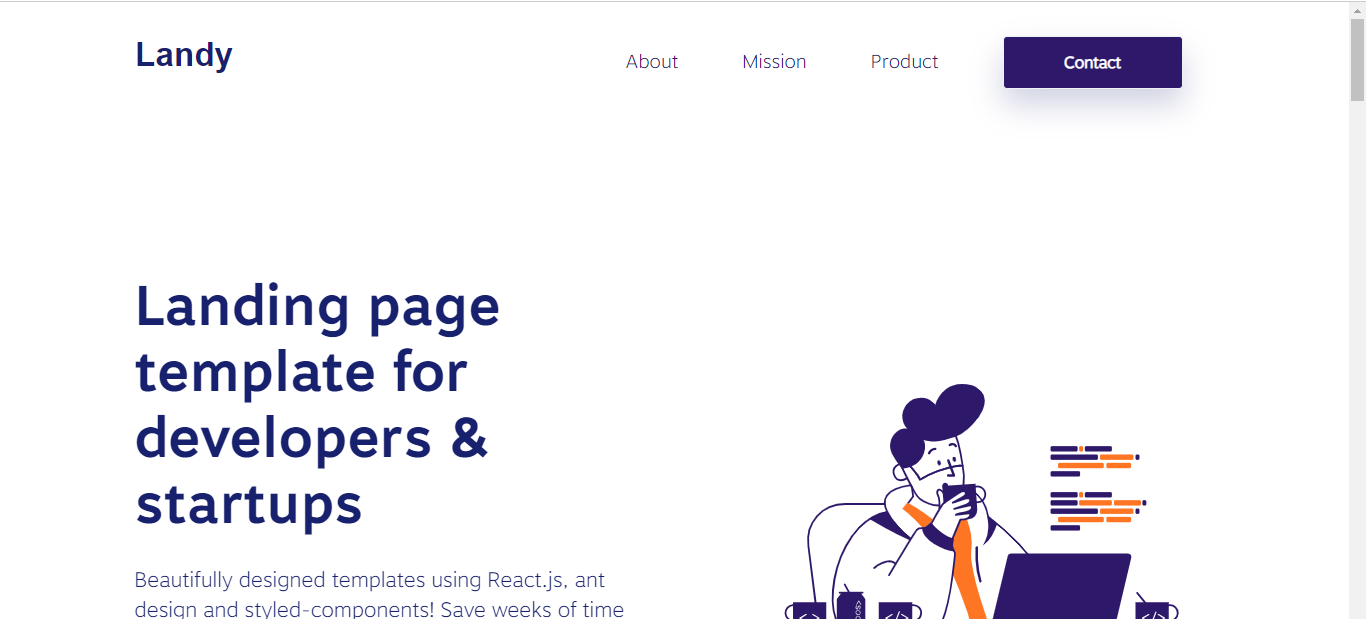 Landy
About
Mission
Product
Contact
Landing page
template for
developers &
startups
Beautifully designed templates using React.js, ant
design and styled-components! Save weeks of time